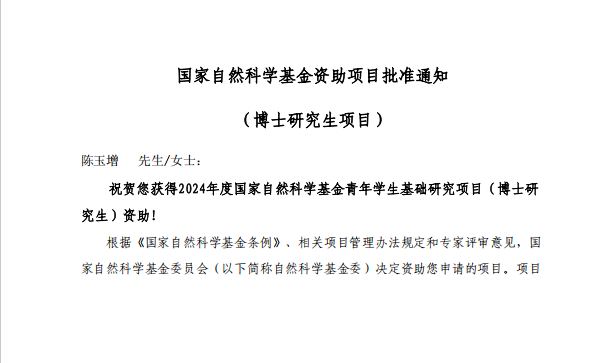 国家自然科学基金资助项目批准通知
（博士研究生项目）
陈玉增 先生/女士：
祝贺您获得2024年度国家自然科学基金青年学生基础研究项目（博士研
究生）资助!
根据《国家自然科学基金条例》、相关项目管理办法规定和专家评审意见，国
家自然科学基金委员会（以下简称自然科学基金委）决定资助您申请的项目。项目